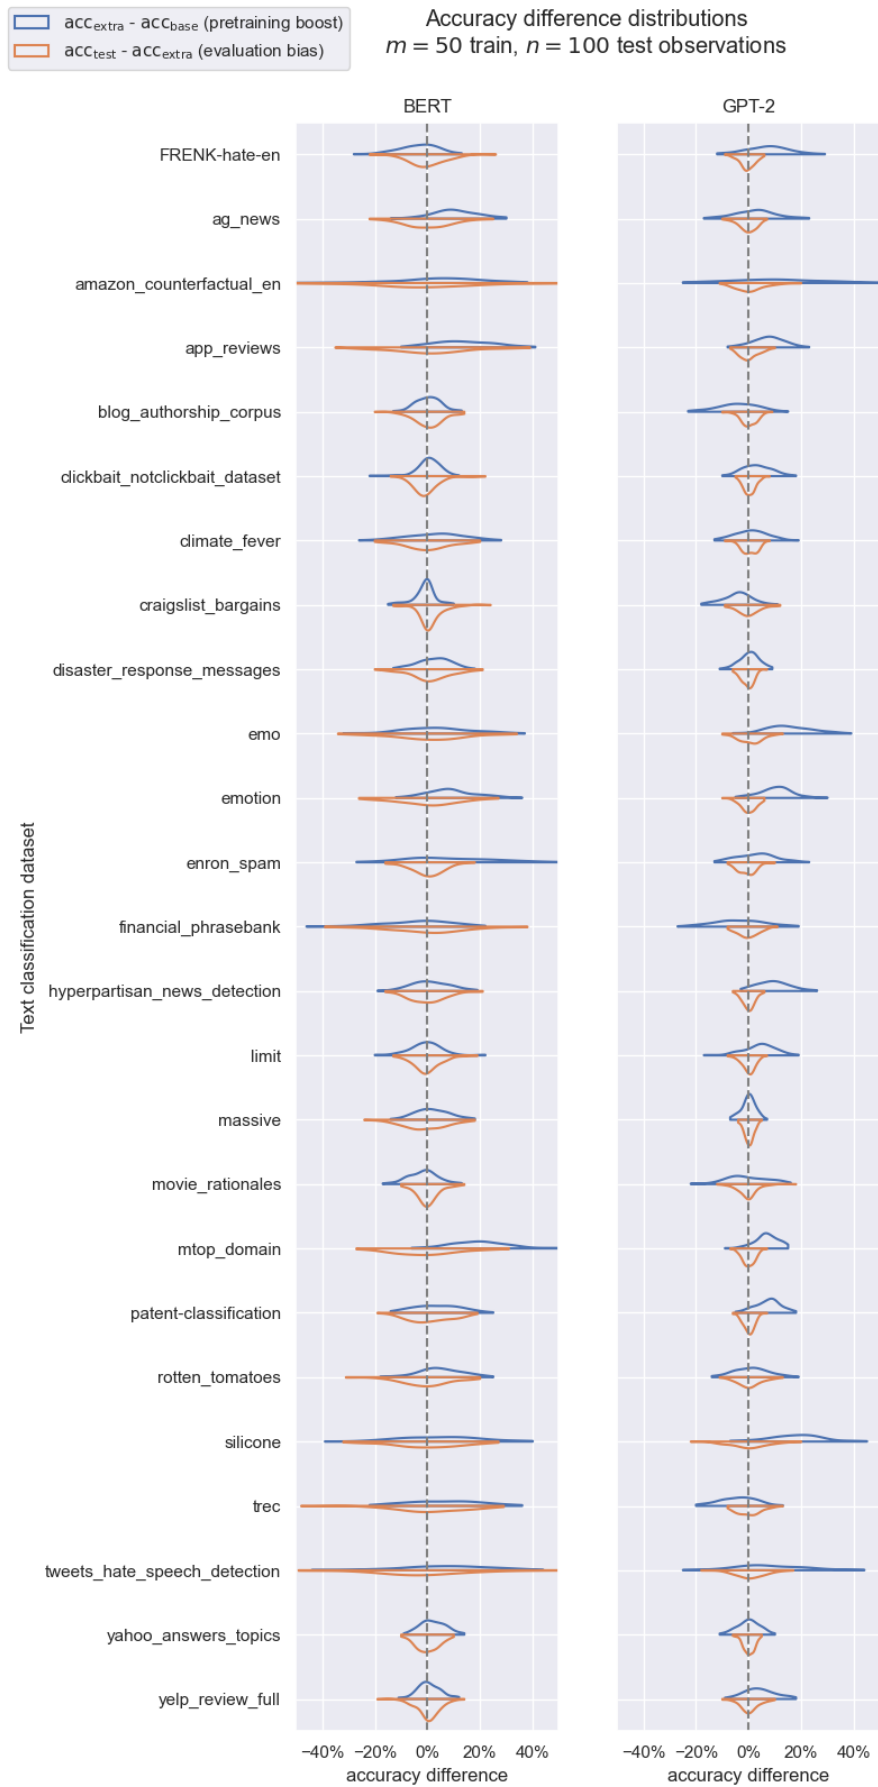 acc_extra - acc_base (pretraining boost)
acc_test - acc_extra (evaluation bias)
Accuracy difference distributions
m = 50 train, n = 100 test observations
BERT
GPT-2
Text classification dataset
FRENK-hate-en
ag_news
amazon_counterfactual_en
app_reviews
blog_authorship_corpus
clickbait_notclickbait_dataset
climate_fever
craigslist_bargains
disaster_response_messages
emo
emotion
enron_spam
financial_phrasebank
hyperpartisan_news_detection
limit
massive
movie_rationales
mtop_domain
patent-classification
rotten_tomatoes
silicone
trec
tweets_hate_speech_detection
yahoo_answers_topics
yelp_review_full
−40% −20% 0% 20% 40%
accuracy difference
−40% −20% 0% 20% 40%
accuracy difference